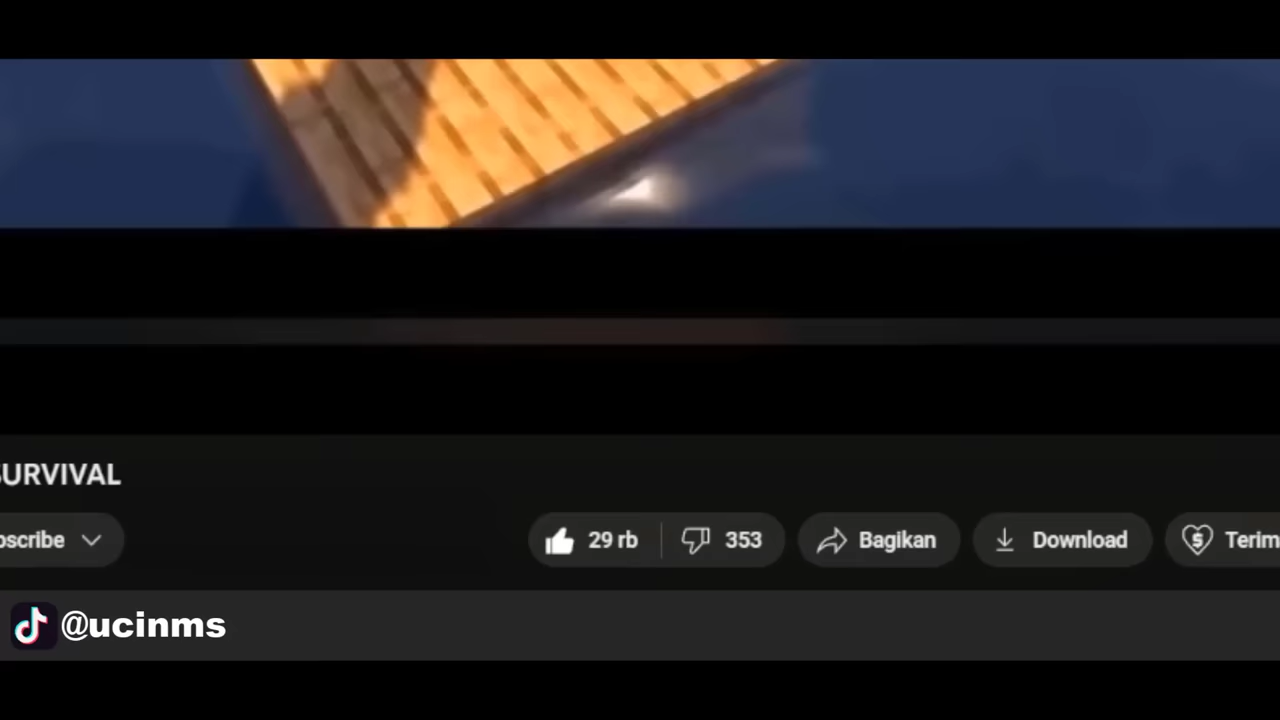 SURVIVAL
bscribe
29 rb
353
Bagikan
Download
Terim
@ucinms